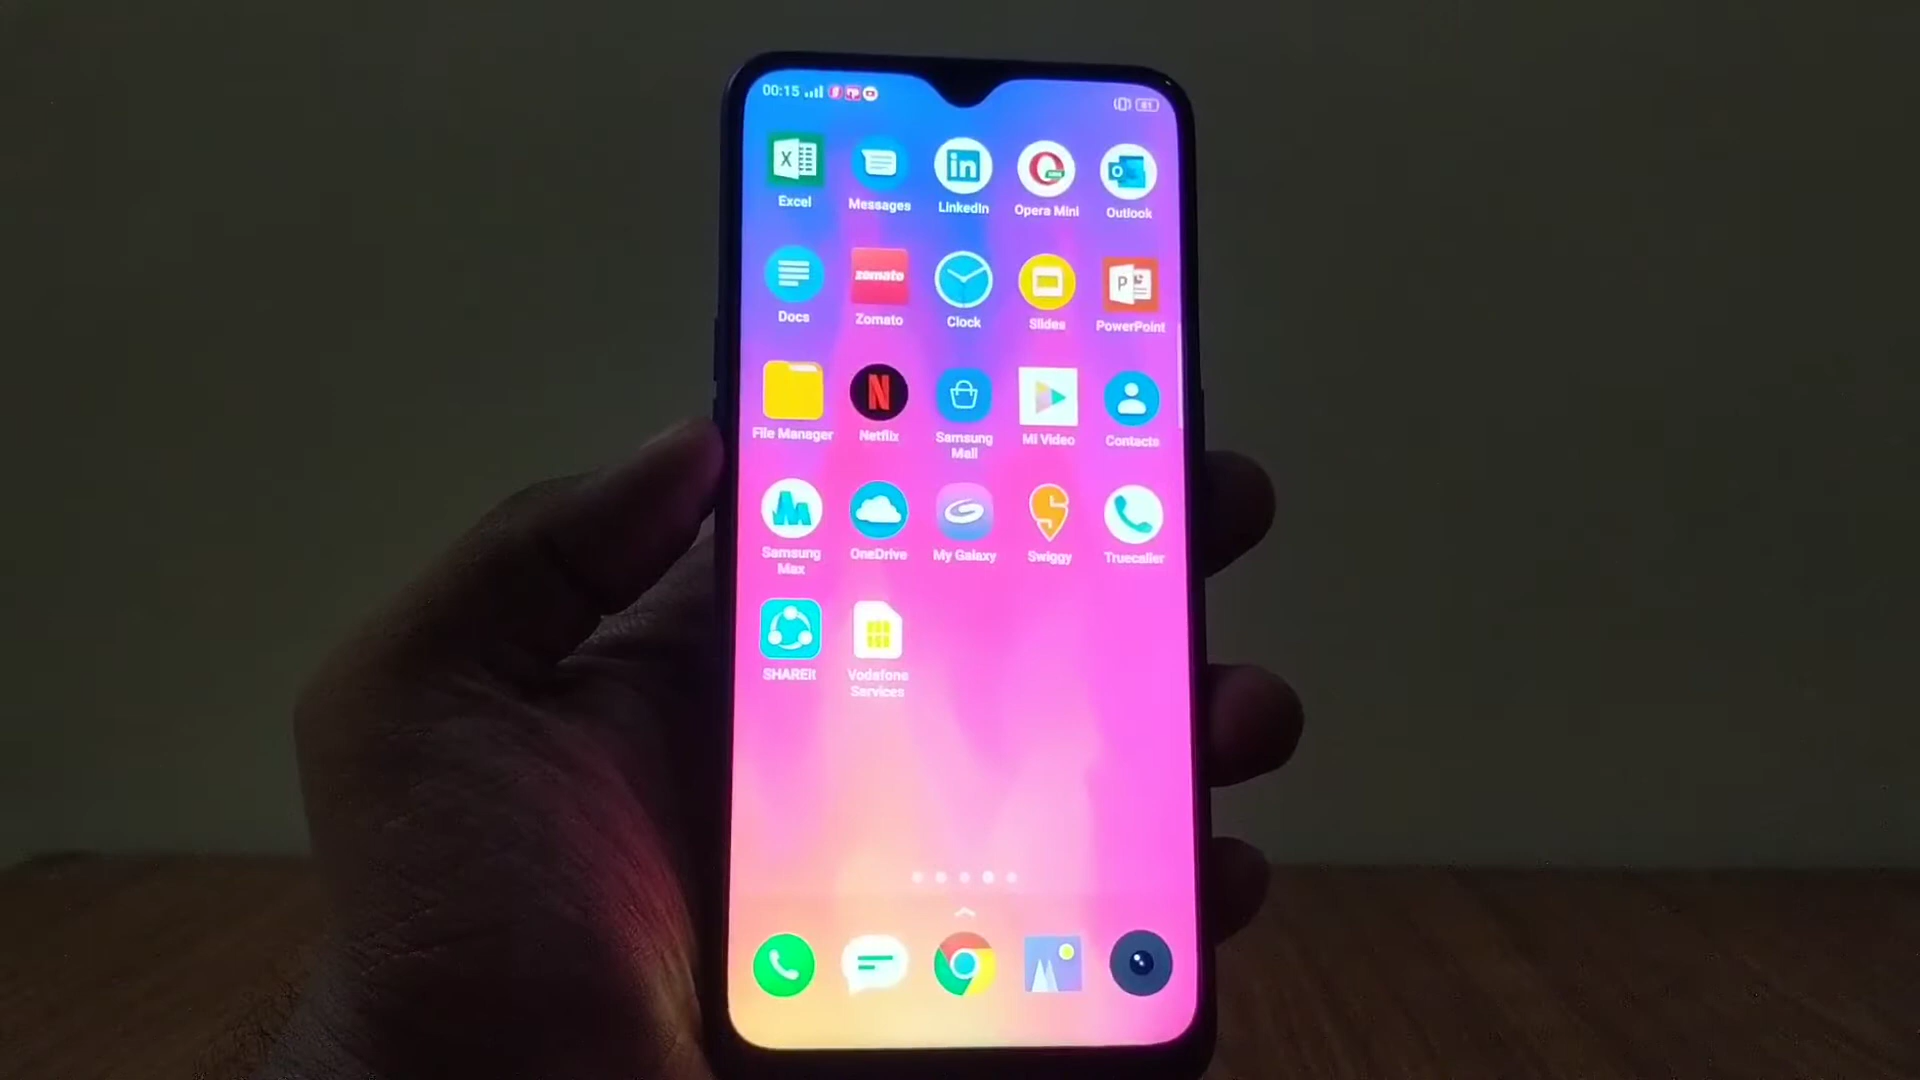 00:15
81
Excel
Messages
LinkedIn
Opera Mini
Outlook
Docs
zomato
Zomato
Clock
Slides
PowerPoint
File Manager
Netflix
Samsung
Mall
Mi Video
Contacts
Samsung
Max
OneDrive
My Galaxy
Swiggy
Truecaller
SHAREit
Vodafone
Services